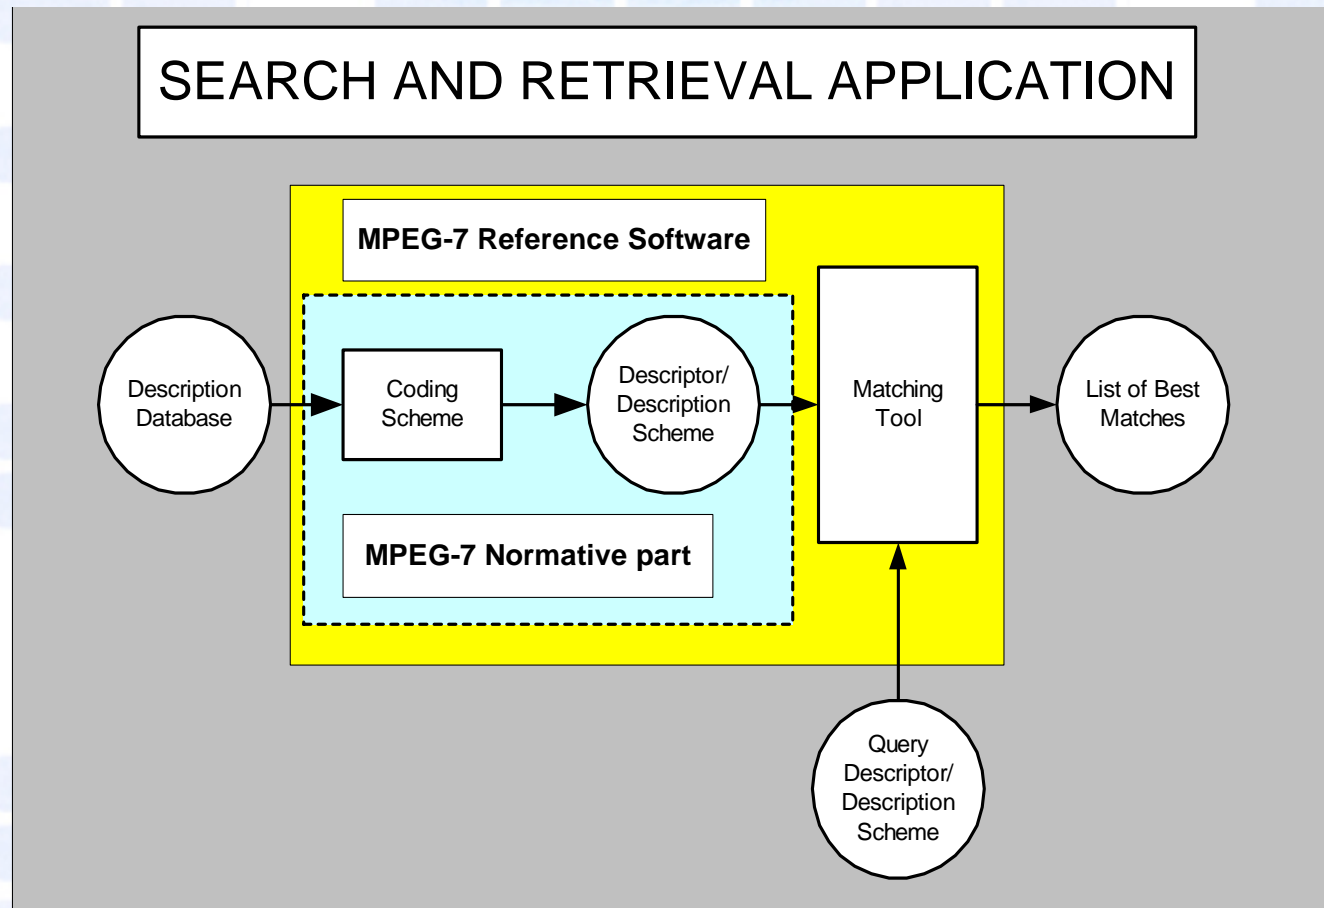 SEARCH AND RETRIEVAL APPLICATION
MPEG-7 Reference Software
Description
Database
Coding
Scheme
Descriptor/
Description
Scheme
Matching
Tool
List of Best
Matches
MPEG-7 Normative part
Query
Descriptor/
Description
Scheme